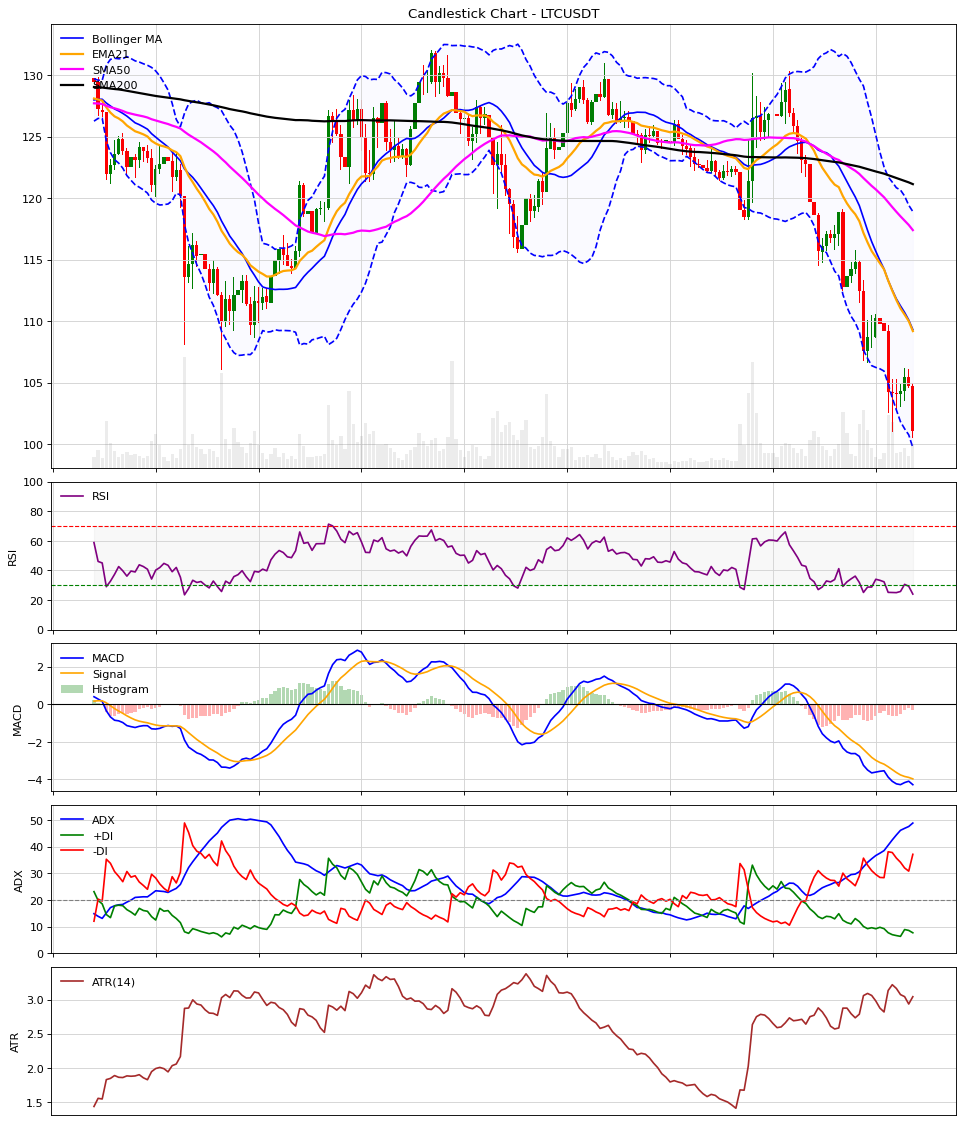 Candlestick Chart - LTCUSDT
Bollinger MA
EMA21
SMA50
SMA200
130
125
120
115
110
105
100
RSI
RSI
100
80
60
40
20
0
MACD
Signal
Histogram
MACD
2
0
−2
−4
ADX
+DI
-DI
ADX
50
40
30
20
10
0
ATR(14)
ATR
3.0
2.5
2.0
1.5